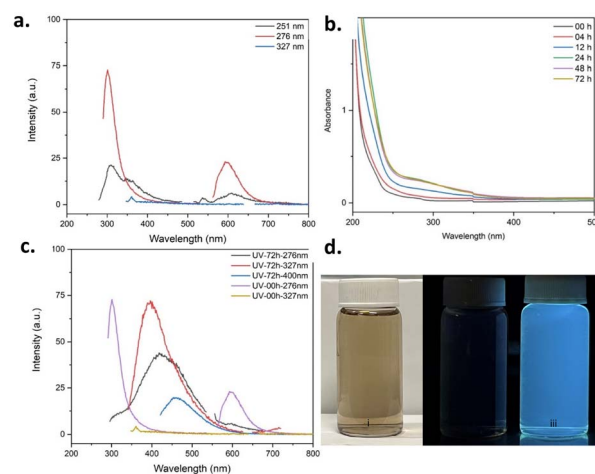 a.
251 nm
276 nm
327 nm
100
75
50
25
0
Intensity (a.u.)
200 300 400 500 600 700 800
Wavelength (nm)
b.
00 h
04 h
12 h
24 h
48 h
72 h
1
0
Absorbance
200 300 400 500
Wavelength (nm)
c.
UV-72h-276nm
UV-72h-327nm
UV-72h-400nm
UV-00h-276nm
UV-00h-327nm
100
75
50
25
0
Intensity (a.u.)
200 300 400 500 600 700 800
Wavelength (nm)
d.
i
iii